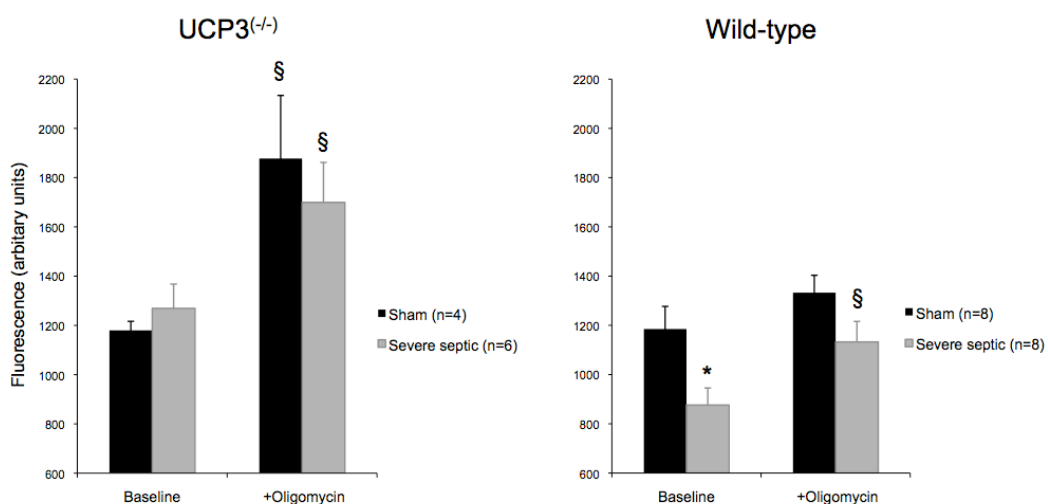 UCP3(-/-)
Fluorescence (arbitary units)
2200
2000
1800
1600
1400
1200
1000
800
600
§
§
Sham (n=4)
Severe septic (n=6)
Baseline
+Oligomycin
Wild-type
2200
2000
1800
1600
1400
1200
1000
800
600
*
§
Sham (n=8)
Severe septic (n=8)
Baseline
+Oligomycin